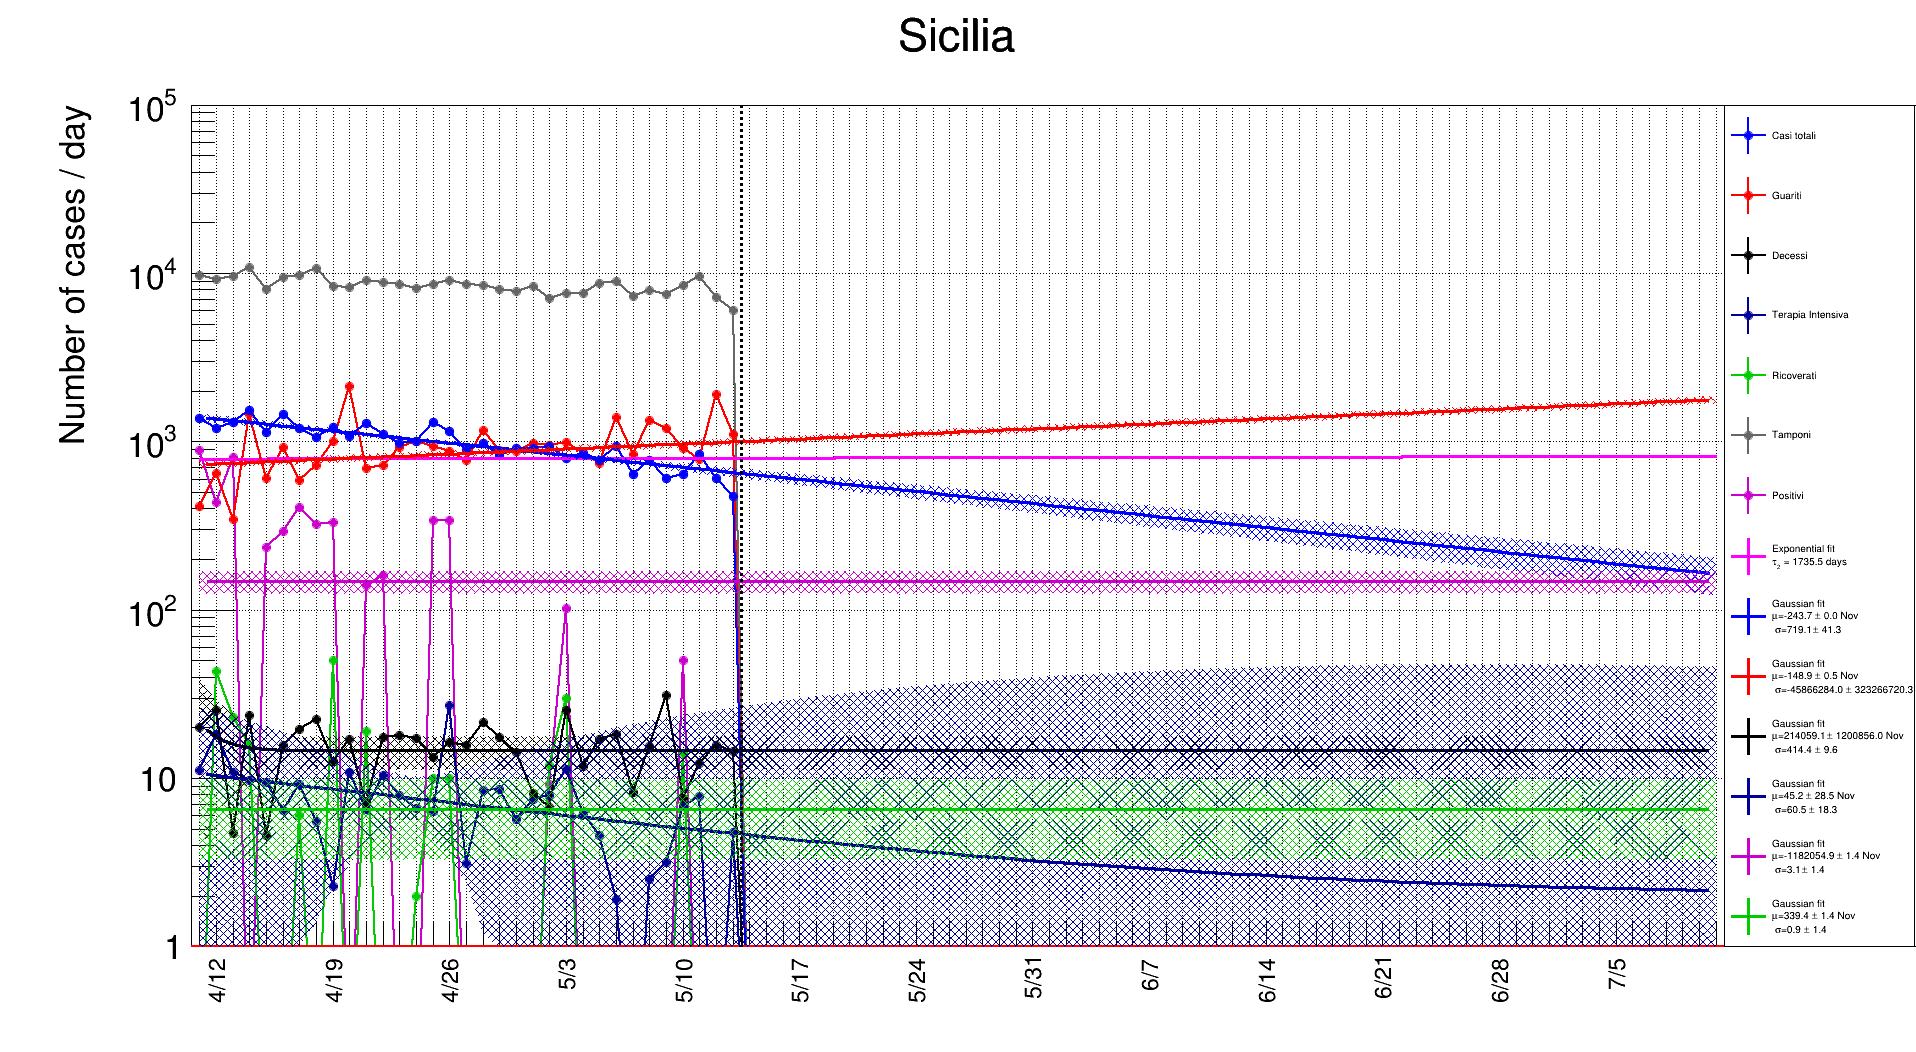 Sicilia
Number of cases / day
10^5
10^4
10^3
10^2
10
1
4/12
4/19
4/26
5/3
5/10
5/17
5/24
5/31
6/7
6/14
6/21
6/28
7/5
Casi totali
Guariti
Decessi
Terapia Intensiva
Ricoverati
Tamponi
Positivi
Exponential fit
τ₂ = 1735.5 days
Gaussian fit
μ=-243.7 ± 0.0 Nov
σ=719.1 ± 41.3
Gaussian fit
μ=-148.9 ± 0.5 Nov
σ=-45866284.0 ± 323266720.3
Gaussian fit
μ=214059.1 ± 1200856.0 Nov
σ=414.4 ± 9.6
Gaussian fit
μ=45.2 ± 28.5 Nov
σ=60.5 ± 18.3
Gaussian fit
μ=-1182054.9 ± 1.4 Nov
σ=3.1 ± 1.4
Gaussian fit
μ=339.4 ± 1.4 Nov
σ=0.9 ± 1.4